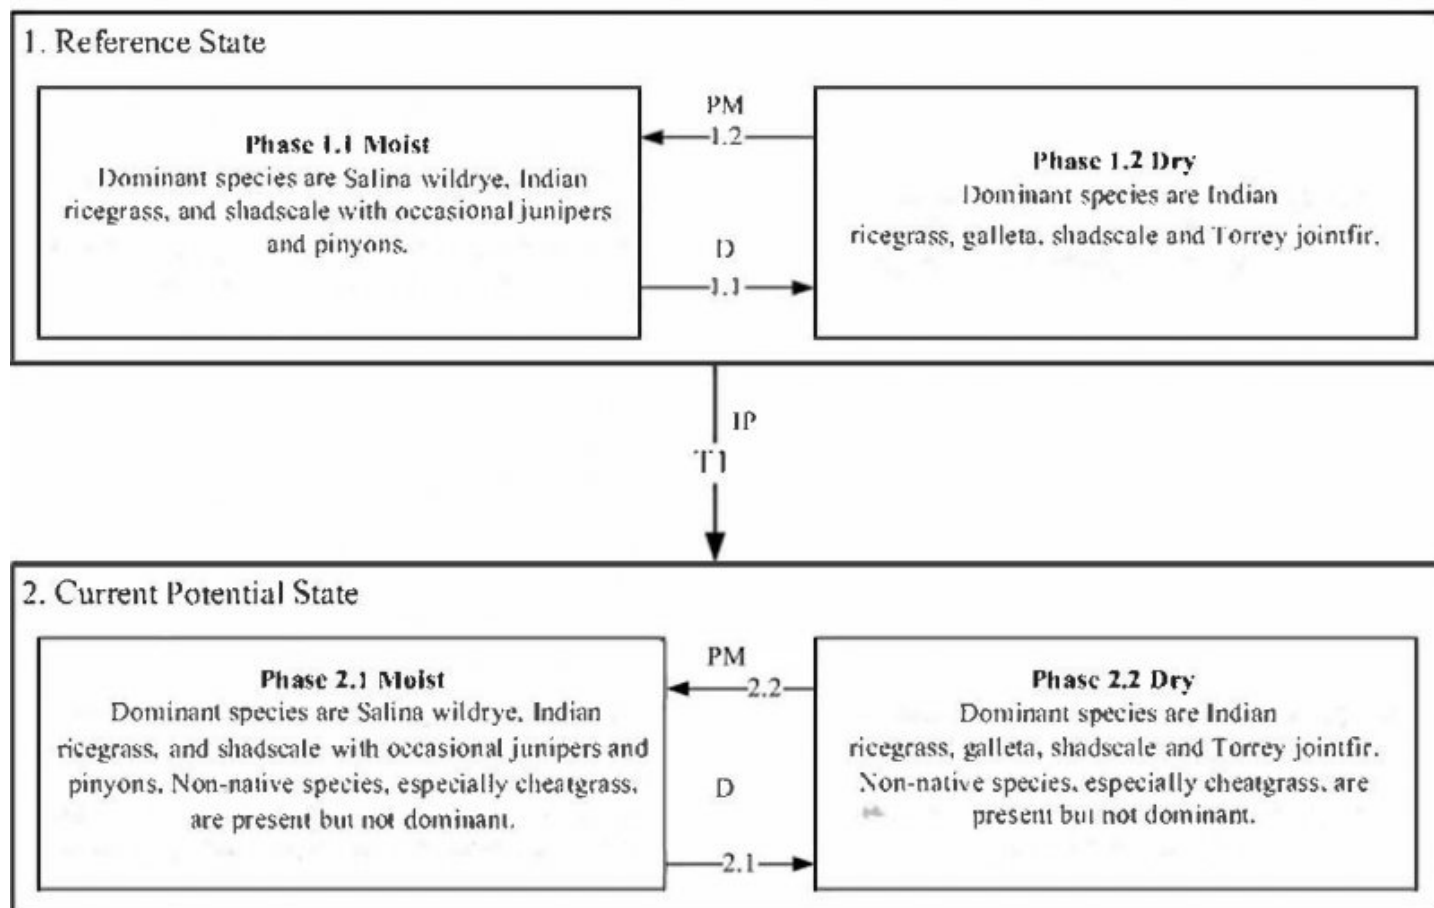 1. Reference State
Phase 1.1 Moist
Dominant species are Salina wildrye, Indian
ricegrass, and shadscale with occasional junipers
and pinyons.
PM
1.2
D
1.1
Phase 1.2 Dry
Dominant species are Indian
ricegrass, galleta, shadscale and Torrey jointfir.
IP
T1
2. Current Potential State
Phase 2.1 Moist
Dominant species are Salina wildrye, Indian
ricegrass, and shadscale with occasional junipers and
pinyons. Non-native species, especially cheatgrass,
are present but not dominant.
PM
2.2
D
2.1
Phase 2.2 Dry
Dominant species are Indian
ricegrass, galleta, shadscale and Torrey jointfir.
Non-native species, especially cheatgrass, are
present but not dominant.